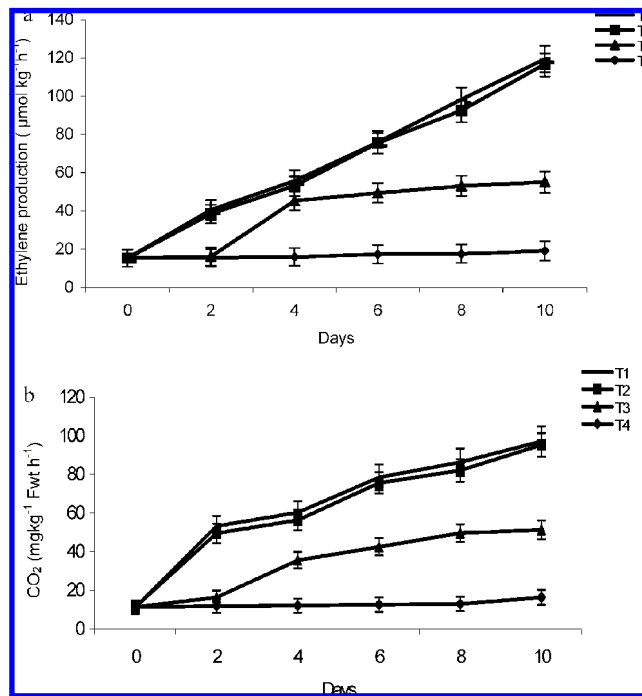 a
140
120
100
80
60
40
20
0
Ethylene production ( µmol kg⁻¹h⁻¹)
0 2 4 6 8 10
Days
b
T1
T2
T3
T4
120
100
80
60
40
20
0
CO₂ (mgkg⁻¹ Fwt h⁻¹)
0 2 4 6 8 10
Days